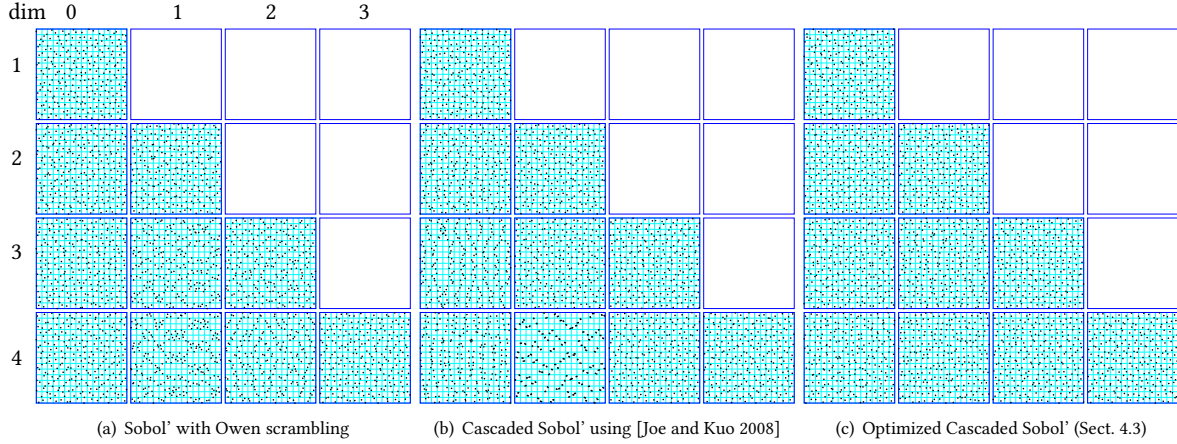 dim 0 1 2 3
1
2
3
4
(a) Sobol’ with Owen scrambling
(b) Cascaded Sobol’ using [Joe and Kuo 2008]
(c) Optimized Cascaded Sobol’ (Sect. 4.3)